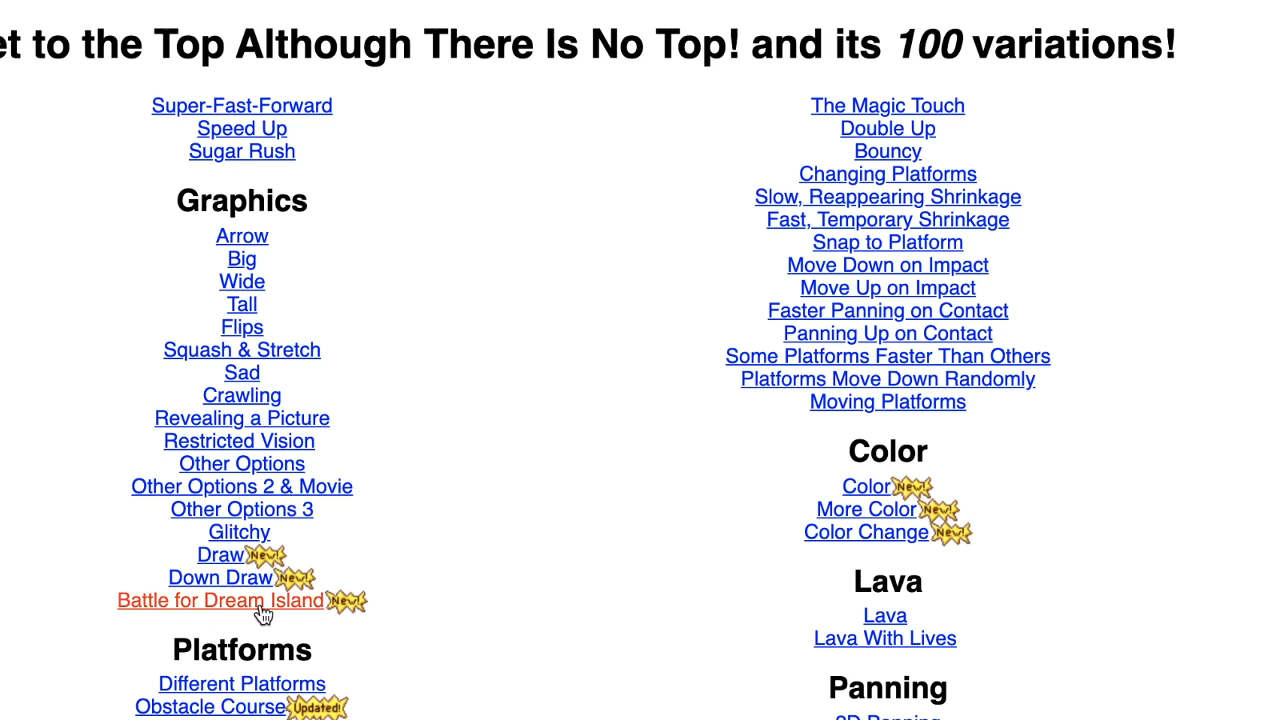 et to the Top Although There Is No Top! and its 100 variations!
Super-Fast-Forward
Speed Up
Sugar Rush
Graphics
Arrow
Big
Wide
Tall
Flips
Squash & Stretch
Sad
Crawling
Revealing a Picture
Restricted Vision
Other Options
Other Options 2 & Movie
Other Options 3
Glitchy
Draw New!
Down Draw New!
Battle for Dream Island New!
Platforms
Different Platforms
Obstacle Course Updated!
The Magic Touch
Double Up
Bouncy
Changing Platforms
Slow, Reappearing Shrinkage
Fast, Temporary Shrinkage
Snap to Platform
Move Down on Impact
Move Up on Impact
Faster Panning on Contact
Panning Up on Contact
Some Platforms Faster Than Others
Platforms Move Down Randomly
Moving Platforms
Color
Color New!
More Color New!
Color Change New!
Lava
Lava
Lava With Lives
Panning